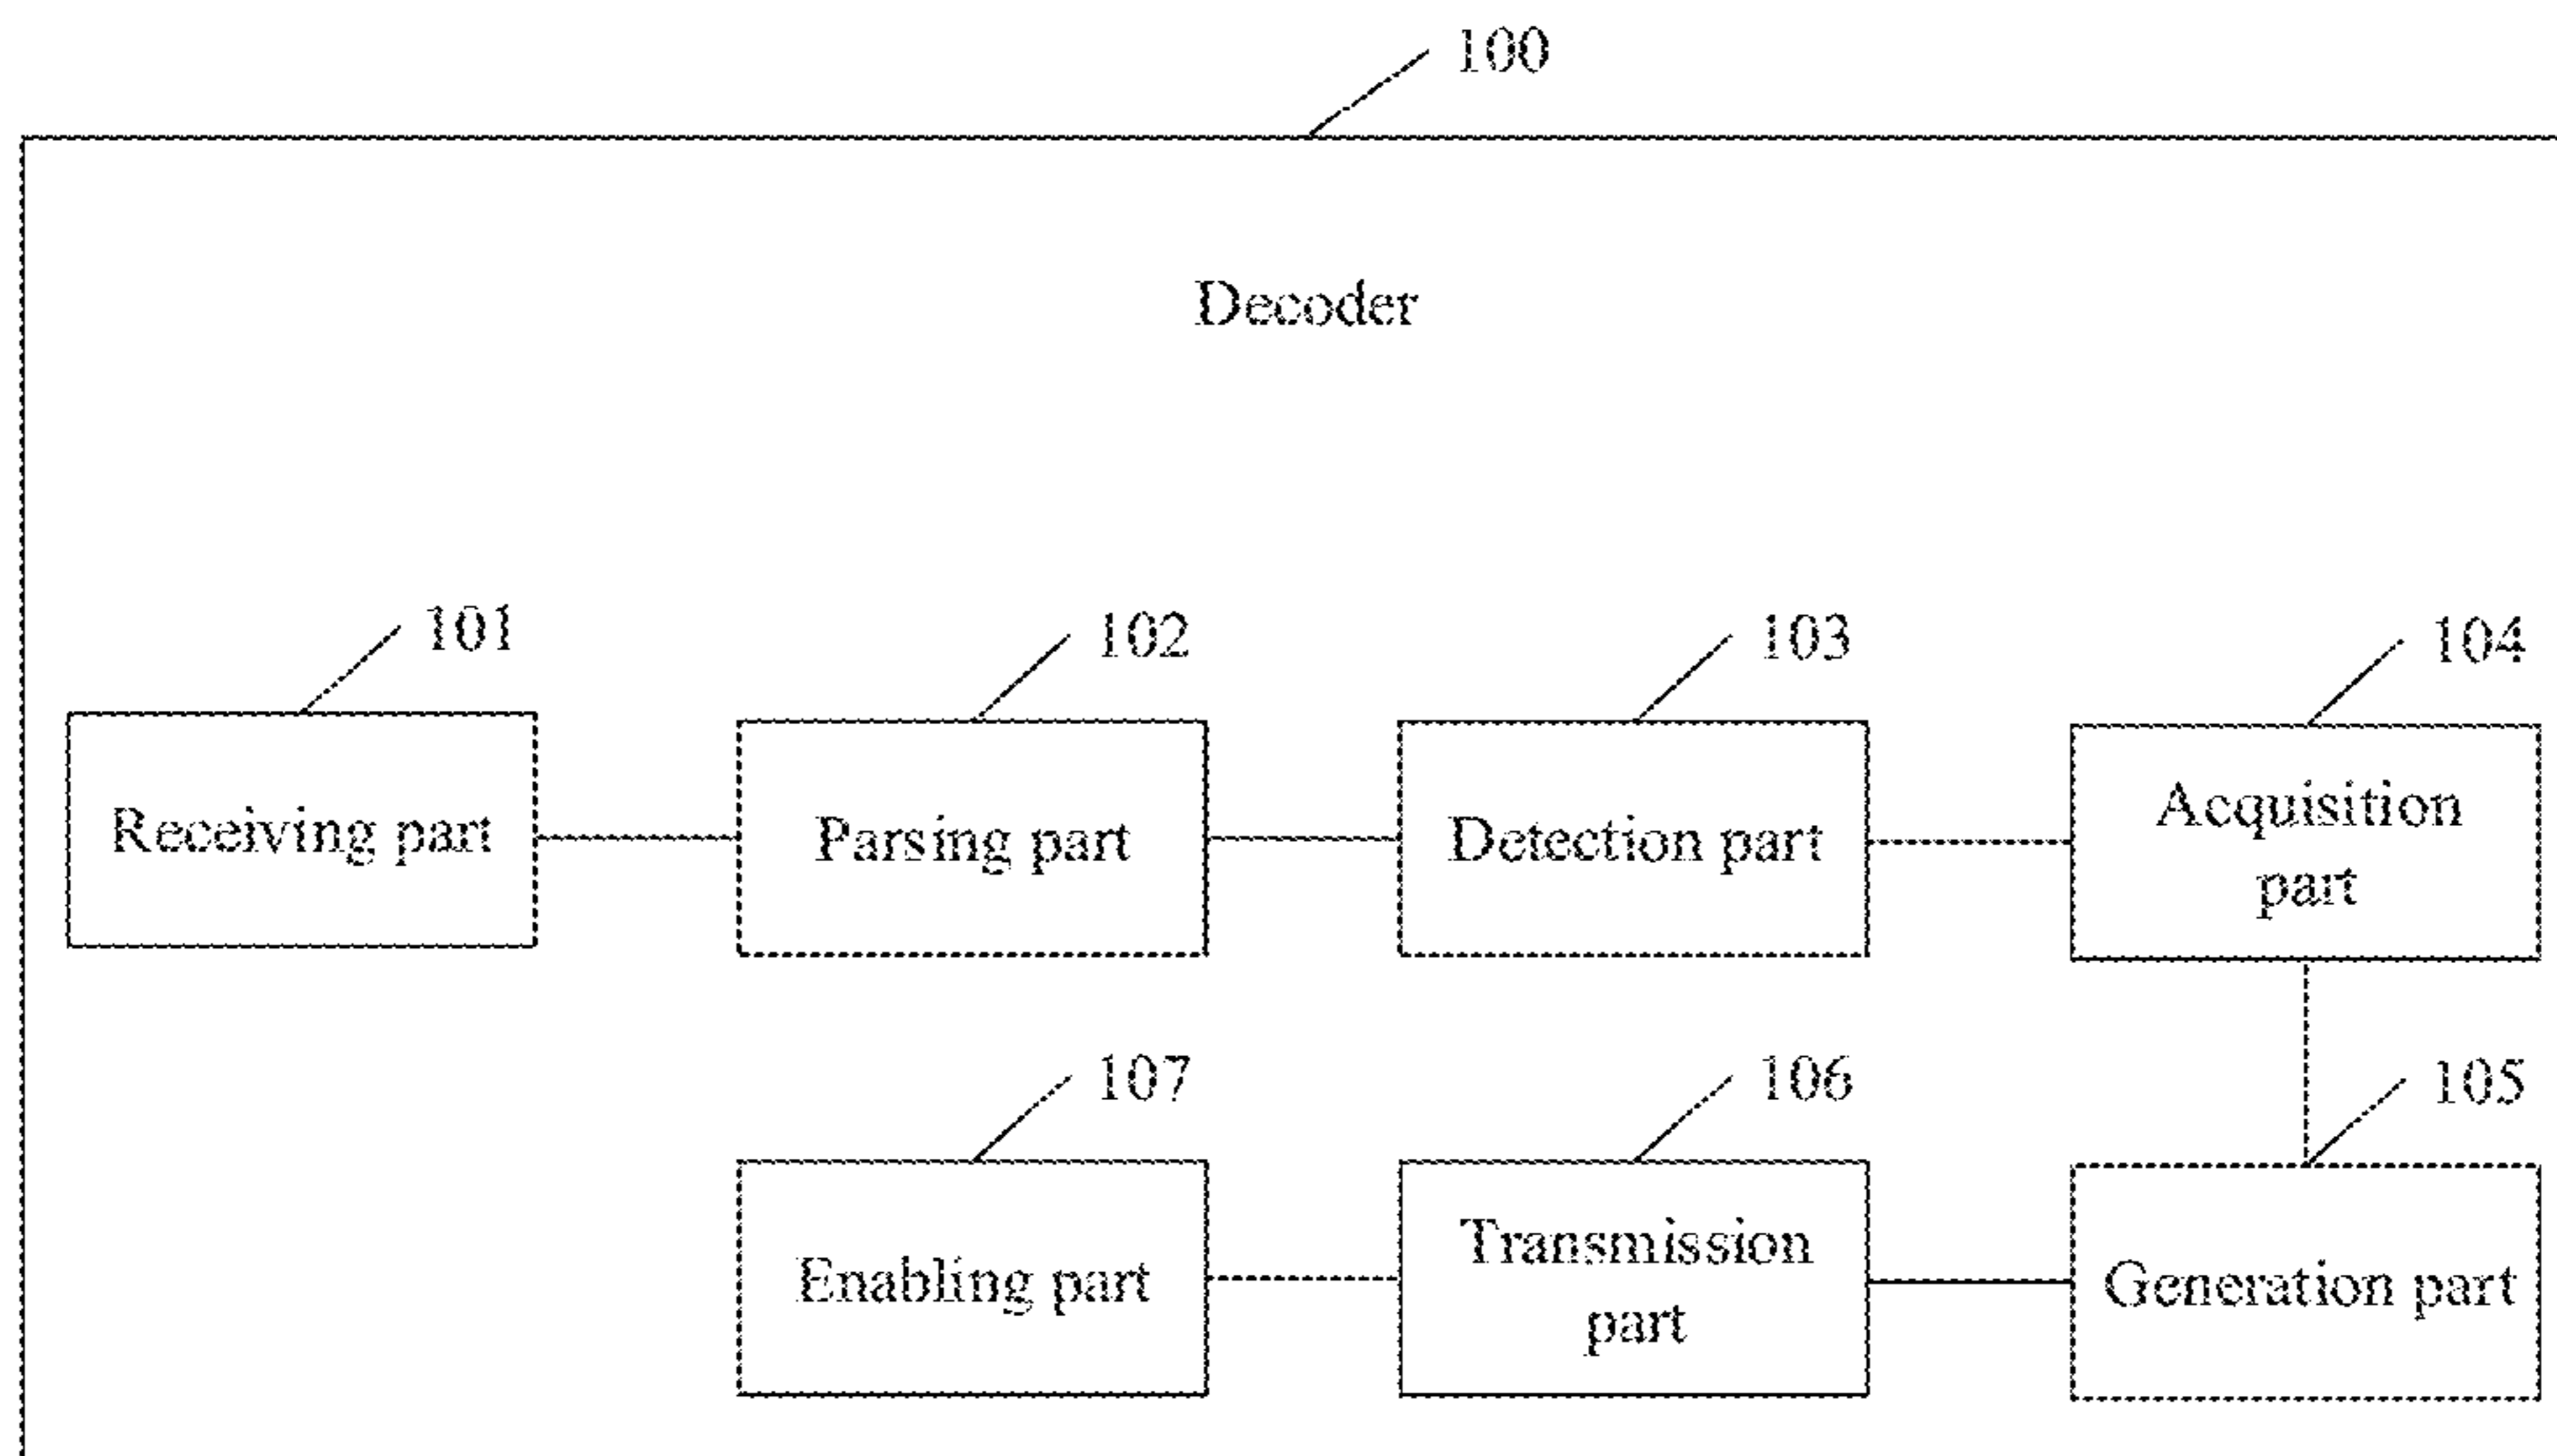 100
Decoder
101
102
103
104
Receiving part
Parsing part
Detection part
Acquisition
part
107
106
105
Enabling part
Transmission
part
Generation part